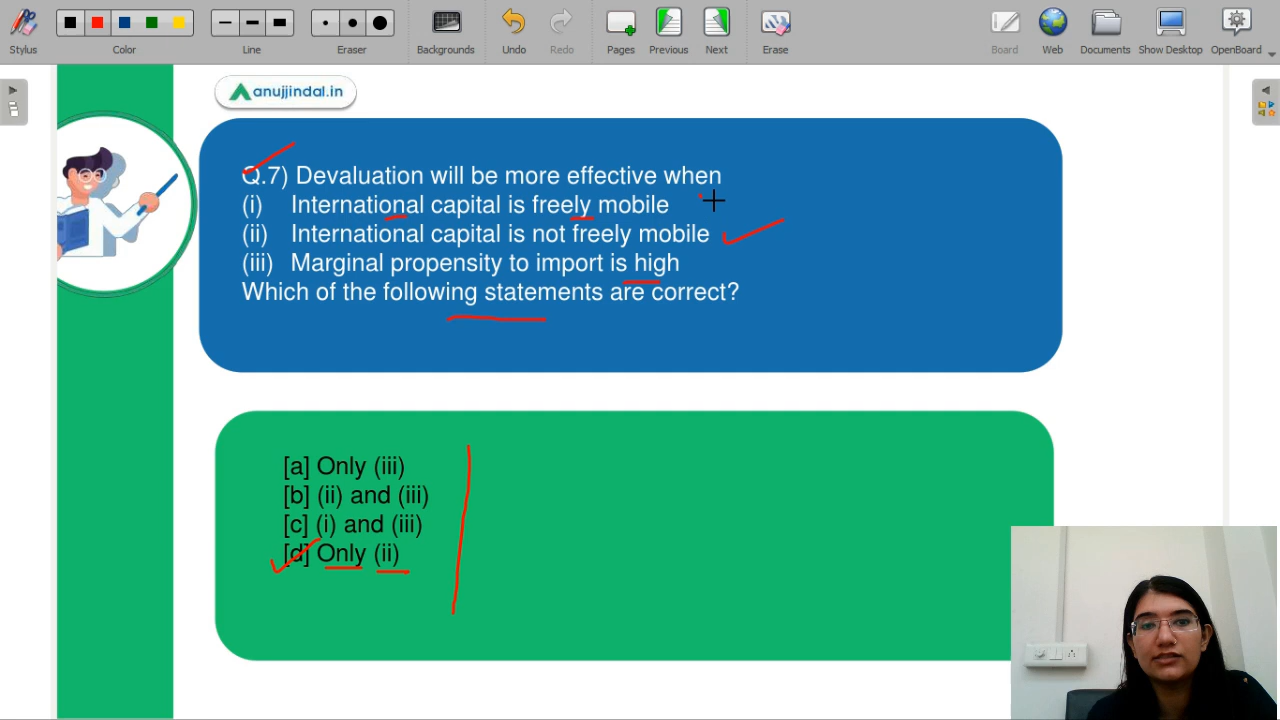 Stylus
Color
Line
Eraser
Backgrounds
Undo
Redo
Pages
Previous
Next
Erase
Board
Web
Documents
Show Desktop
OpenBoard
anujjindal.in
Q.7) Devaluation will be more effective when
(i) International capital is freely mobile
(ii) International capital is not freely mobile
(iii) Marginal propensity to import is high
Which of the following statements are correct?
[a] Only (iii)
[b] (ii) and (iii)
[c] (i) and (iii)
[d] Only (ii)